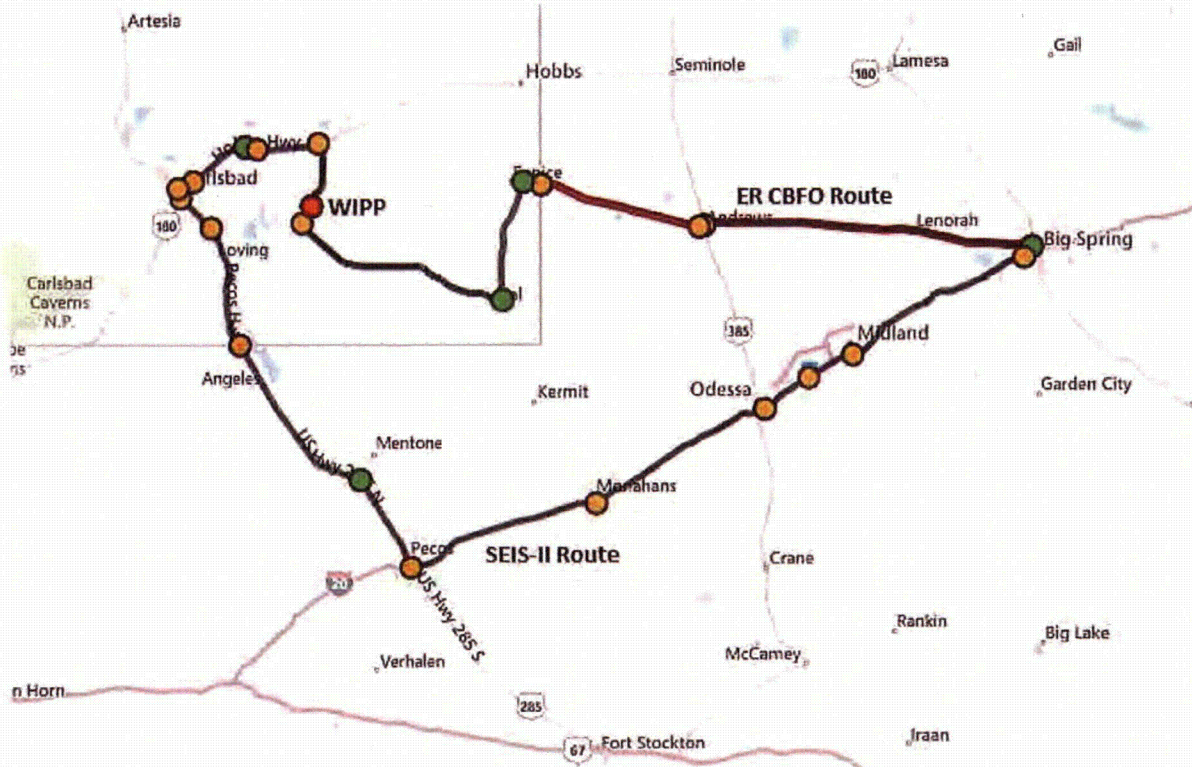 Artesia
Gail
Hobbs
Seminole
180
Lamesa
Hwy
WIPP
ER CBFO Route
Lenorah
Big Spring
180
Carlsbad
Caverns
N.P.
385
Midland
Angeles
Kermit
Odessa
Garden City
Mentone
Monahans
Pecos
SEIS-II Route
20
US Hwy 285 S
Crane
Rankin
Big Lake
McCamey
Verhalen
n Horn
285
67
Fort Stockton
Iraan